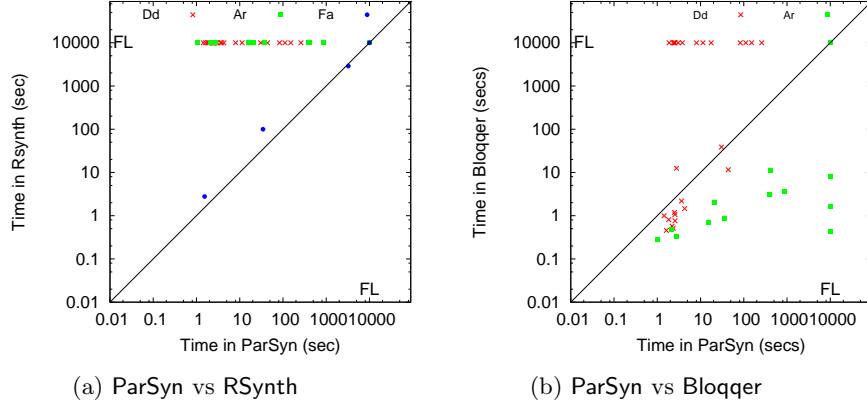 Dd Ar Fa
10000
1000
100
10
1
0.1
0.01
FL
FL
Time in Rsynth (sec)
0.01 0.1 1 10 100 1000 10000
Time in ParSyn (sec)
(a) ParSyn vs RSynth
Dd Ar
10000
1000
100
10
1
0.1
0.01
FL
FL
Time in Bloqqer (secs)
0.01 0.1 1 10 100 1000 10000
Time in ParSyn (secs)
(b) ParSyn vs Bloqqer